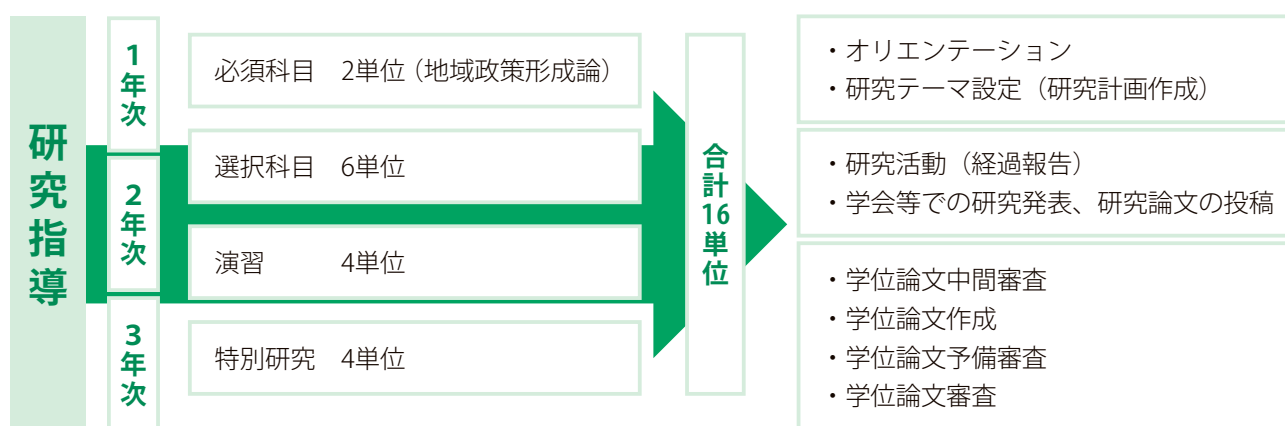 研究指導
1年次
2年次
3年次
必須科目 2単位（地域政策形成論）
選択科目 6単位
演習 4単位
特別研究 4単位
合計16単位
・オリエンテーション
・研究テーマ設定（研究計画作成）
・研究活動（経過報告）
・学会等での研究発表、研究論文の投稿
・学位論文中間審査
・学位論文作成
・学位論文予備審査
・学位論文審査